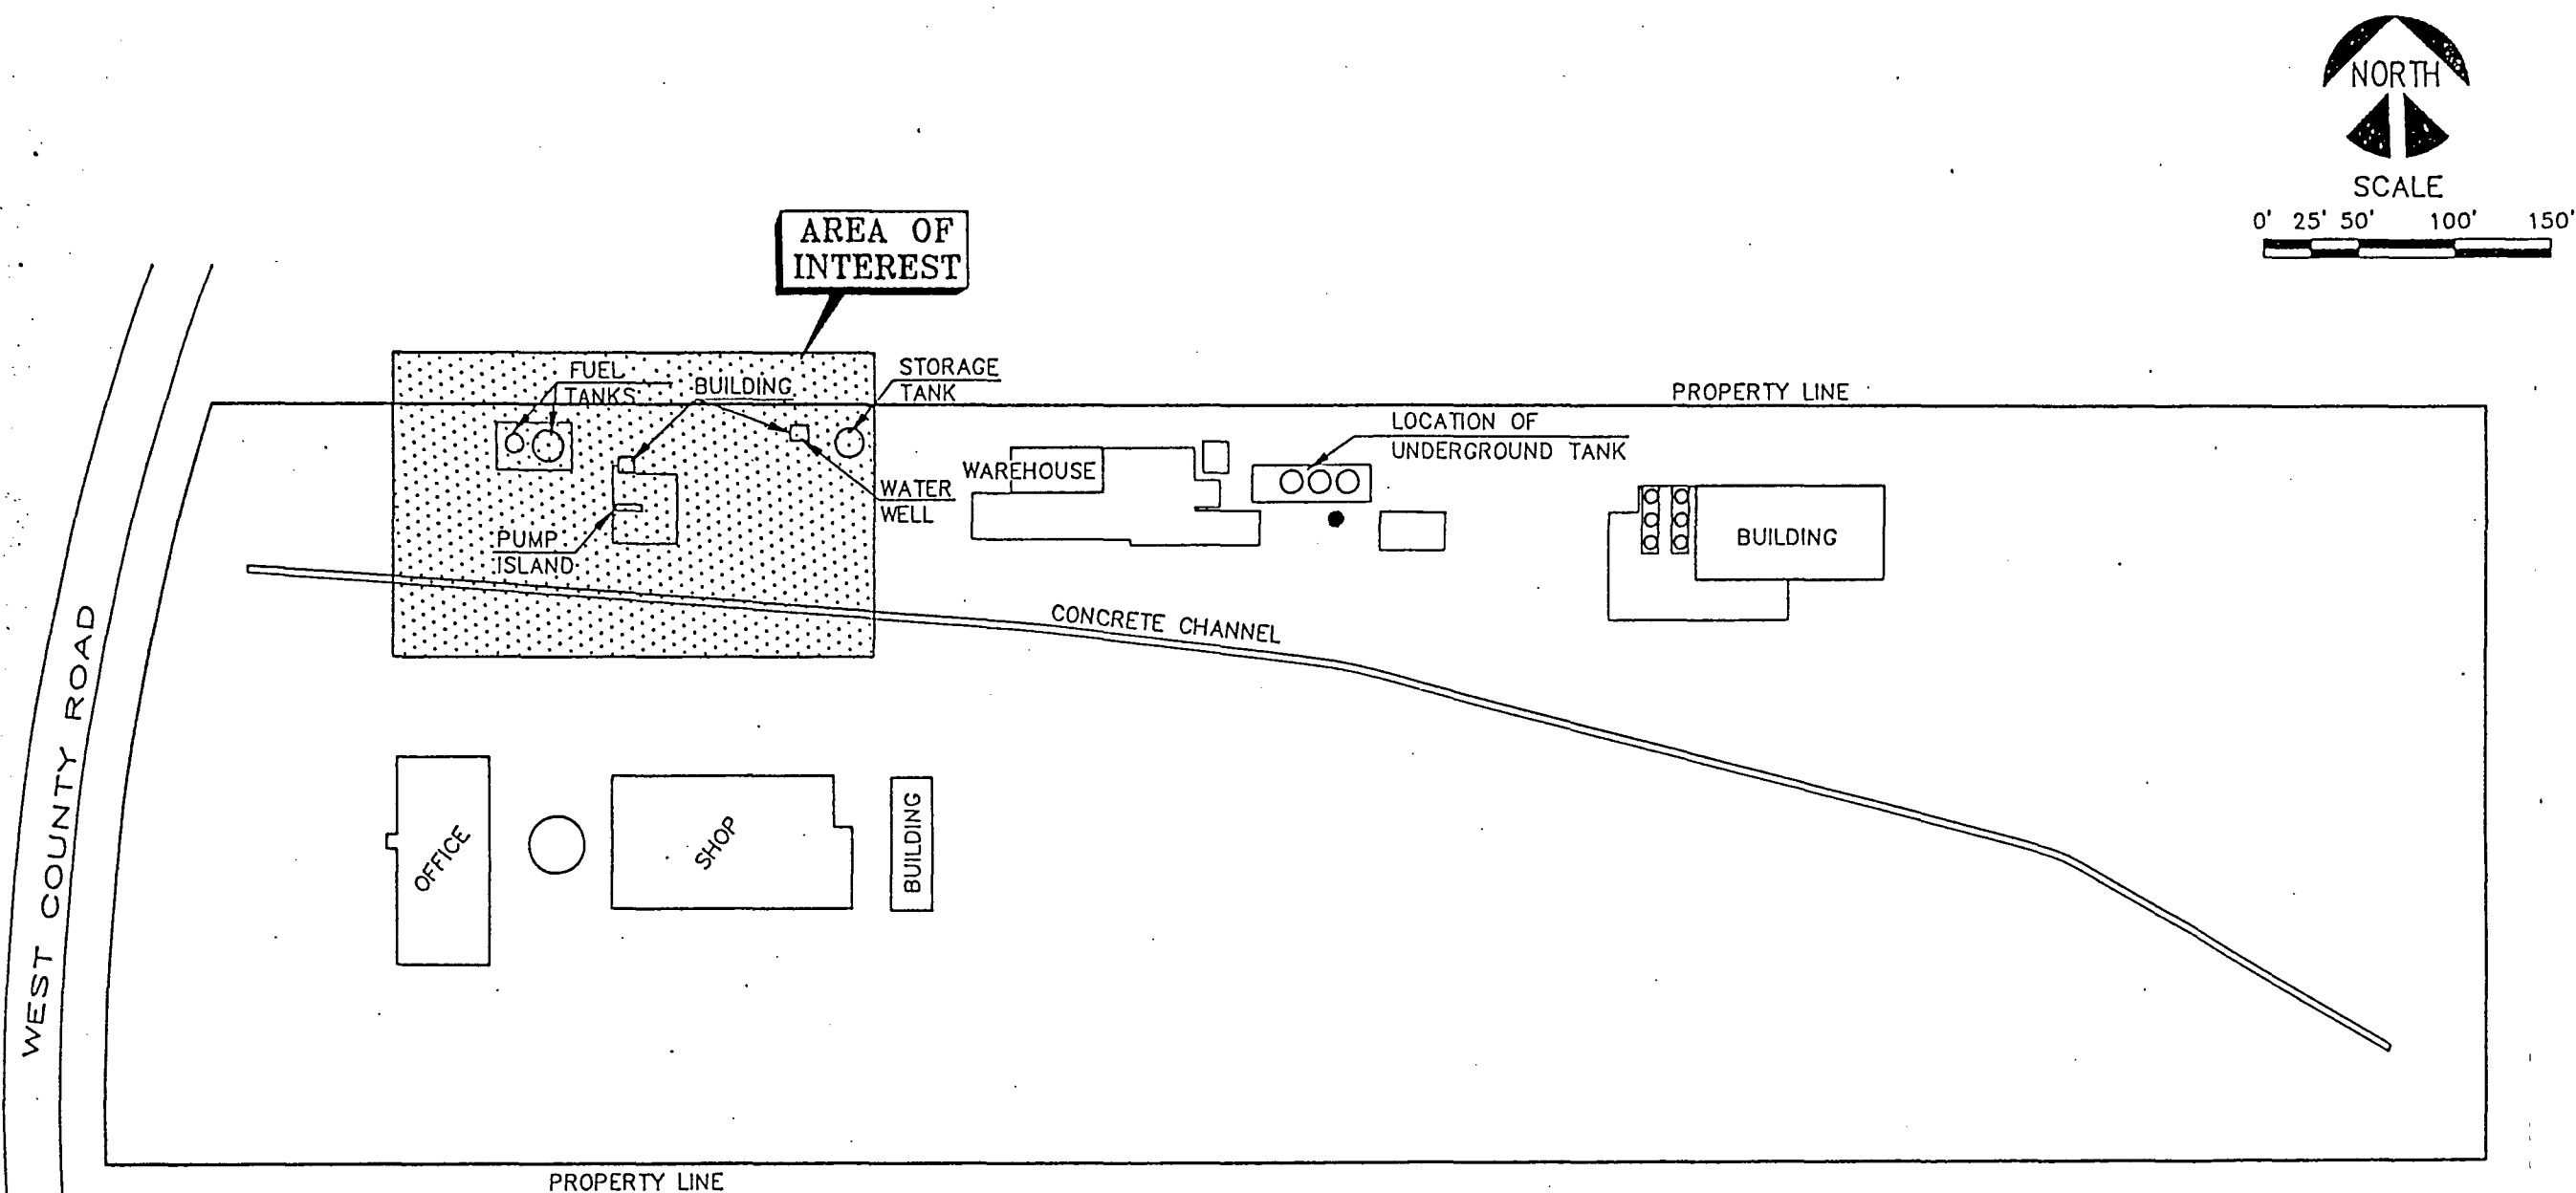 NORTH
SCALE
0' 25' 50' 100' 150'
AREA OF
INTEREST
FUEL
TANKS
BUILDING
STORAGE
TANK
PROPERTY LINE
LOCATION OF
UNDERGROUND TANK
WAREHOUSE
WATER
WELL
PUMP
ISLAND
BUILDING
CONCRETE CHANNEL
WEST COUNTY ROAD
OFFICE
SHOP
BUILDING
PROPERTY LINE